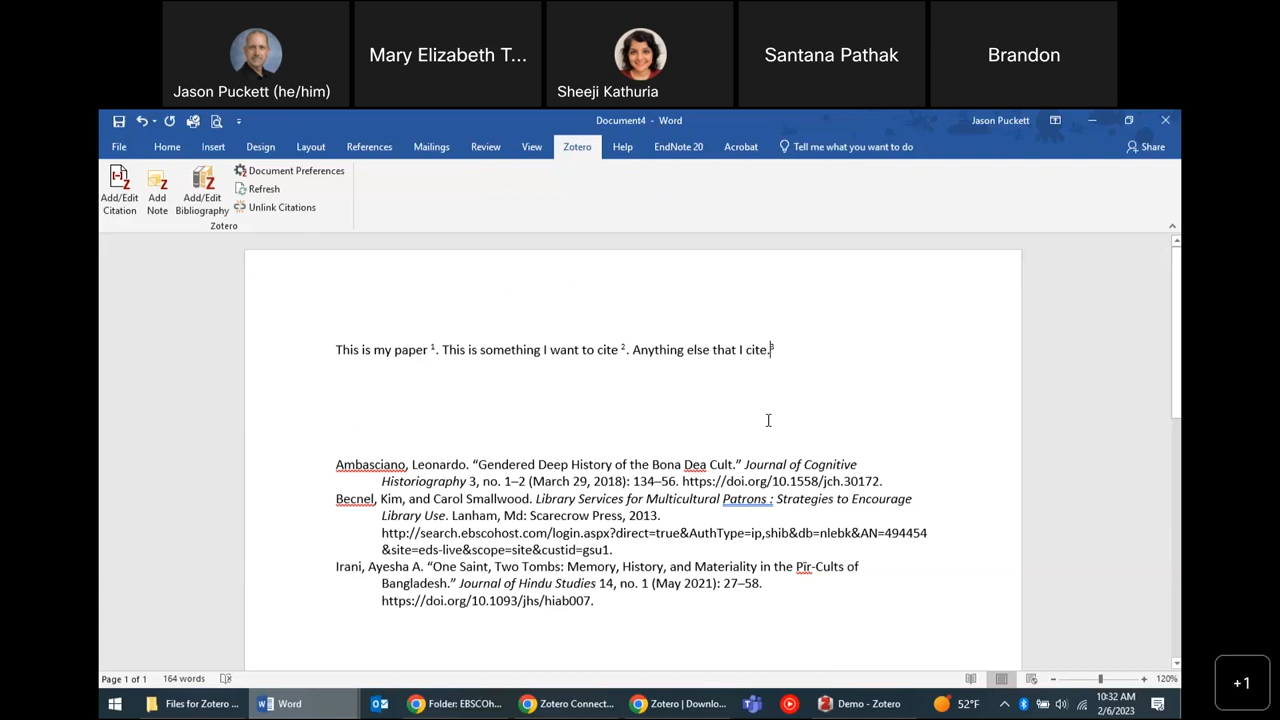 Jason Puckett (he/him)
Mary Elizabeth T...
Sheeji Kathuria
Santana Pathak
Brandon
Document4 - Word
Jason Puckett
File Home Insert Design Layout References Mailings Review View Zotero Help EndNote 20 Acrobat Tell me what you want to do Share
Add/Edit Citation
Add Note
Add/Edit Bibliography
Document Preferences
Refresh
Unlink Citations
Zotero
This is my paper 1. This is something I want to cite 2. Anything else that I cite.3
Ambasciano, Leonardo. “Gendered Deep History of the Bona Dea Cult.” Journal of Cognitive
Historiography 3, no. 1–2 (March 29, 2018): 134–56. https://doi.org/10.1558/jch.30172.
Becnel, Kim, and Carol Smallwood. Library Services for Multicultural Patrons : Strategies to Encourage
Library Use. Lanham, Md: Scarecrow Press, 2013.
http://search.ebscohost.com/login.aspx?direct=true&AuthType=ip,shib&db=nlebk&AN=494454
&site=eds-live&scope=site&custid=gsu1.
Irani, Ayesha A. “One Saint, Two Tombs: Memory, History, and Materiality in the Pīr-Cults of
Bangladesh.” Journal of Hindu Studies 14, no. 1 (May 2021): 27–58.
https://doi.org/10.1093/jhs/hiab007.
Page 1 of 1 164 words
120%
+1
Files for Zotero ...
Word
Folder: EBSCOh...
Zotero Connect...
Zotero | Downlo...
Demo - Zotero
52°F
10:32 AM
2/6/2023